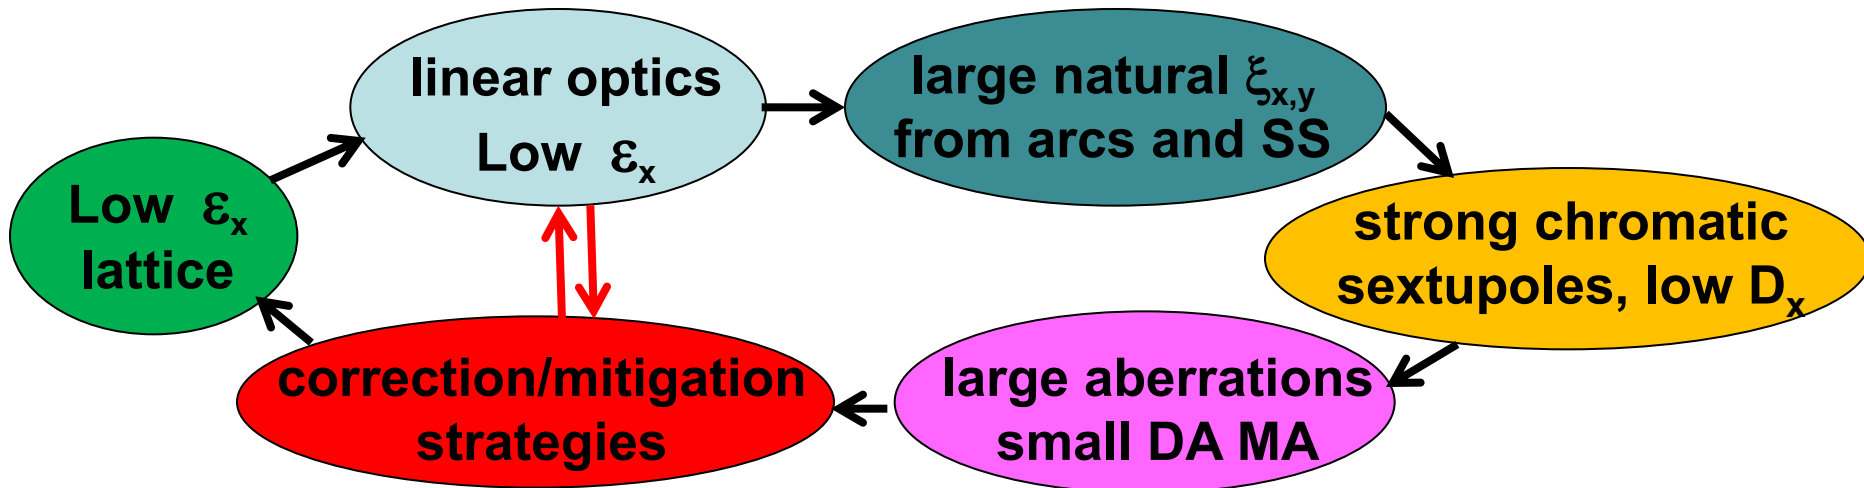 linear optics
Low εx
large natural ξx,y
from arcs and SS
Low εx
lattice
strong chromatic
sextupoles, low Dx
correction/mitigation
strategies
large aberrations
small DA MA